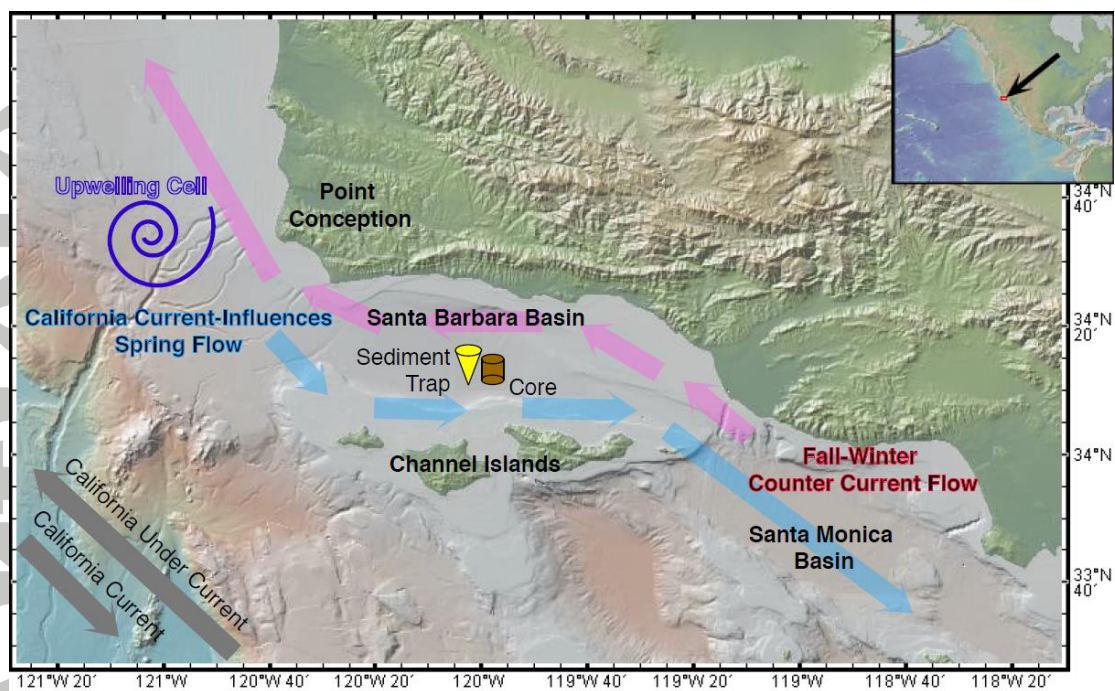 Upwelling Cell
Point
Conception
California Current-Influences
Spring Flow
Santa Barbara Basin
Sediment
Trap
Core
Channel Islands
Fall-Winter
Counter Current Flow
Santa Monica
Basin
California Under Current
California Current
34°N
40'
34°N
20'
34°N
33°N
40'
121°W 20'
121°W
120°W 40'
120°W 20'
120°W
119°W 40'
119°W 20'
119°W
118°W 40'
118°W 20'